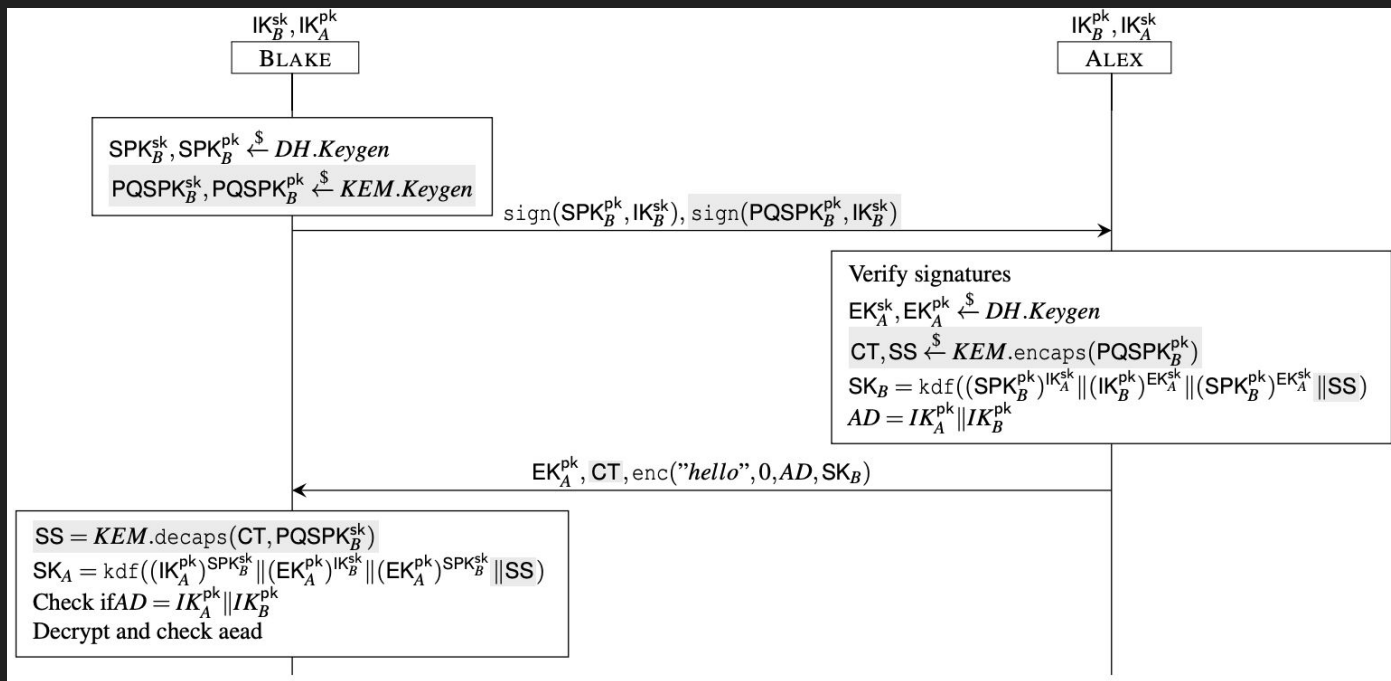 IK_B^sk, IK_A^pk
BLAKE
IK_B^pk, IK_A^sk
ALEX
SPK_B^sk, SPK_B^pk ←$ DH.Keygen
PQSPK_B^sk, PQSPK_B^pk ←$ KEM.Keygen
sign(SPK_B^pk, IK_B^sk), sign(PQSPK_B^pk, IK_B^sk)
Verify signatures
EK_A^sk, EK_A^pk ←$ DH.Keygen
CT, SS ←$ KEM.encaps(PQSPK_B^pk)
SK_B = kdf((SPK_B^pk)^IK_A^sk ‖ (IK_B^pk)^EK_A^sk ‖ (SPK_B^pk)^EK_A^sk ‖ SS)
AD = IK_A^pk ‖ IK_B^pk
EK_A^pk, CT, enc("hello", 0, AD, SK_B)
SS = KEM.decaps(CT, PQSPK_B^sk)
SK_A = kdf((IK_A^pk)^SPK_B^sk ‖ (EK_A^pk)^IK_B^sk ‖ (EK_A^pk)^SPK_B^sk ‖ SS)
Check ifAD = IK_A^pk ‖ IK_B^pk
Decrypt and check aead